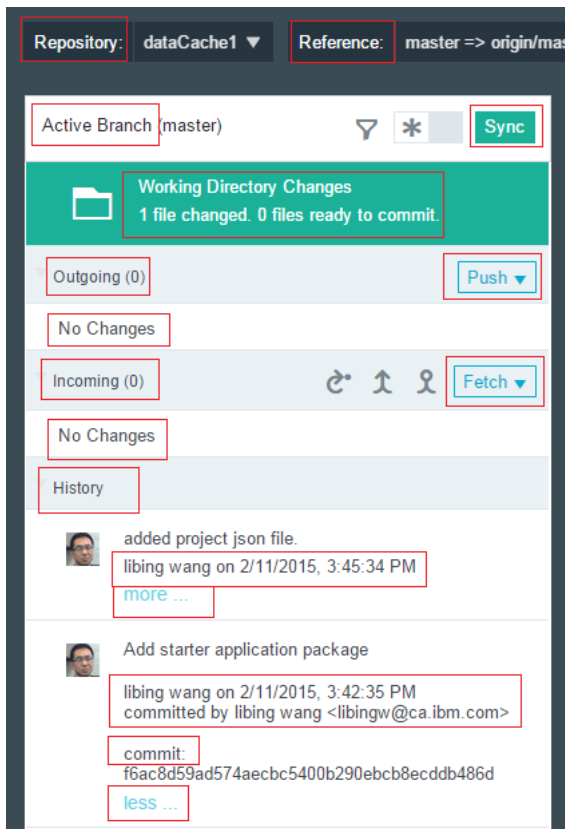 Repository: dataCache1 ▼ Reference: master => origin/mas
Active Branch (master) Sync
Working Directory Changes
1 file changed. 0 files ready to commit.
Outgoing (0) Push ▼
No Changes
Incoming (0) Fetch ▼
No Changes
History
added project json file.
libing wang on 2/11/2015, 3:45:34 PM
more ...
Add starter application package
libing wang on 2/11/2015, 3:42:35 PM
committed by libing wang <libingw@ca.ibm.com>
commit:
f6ac8d59ad574aecbc5400b290ebcb8ecddb486d
less ...